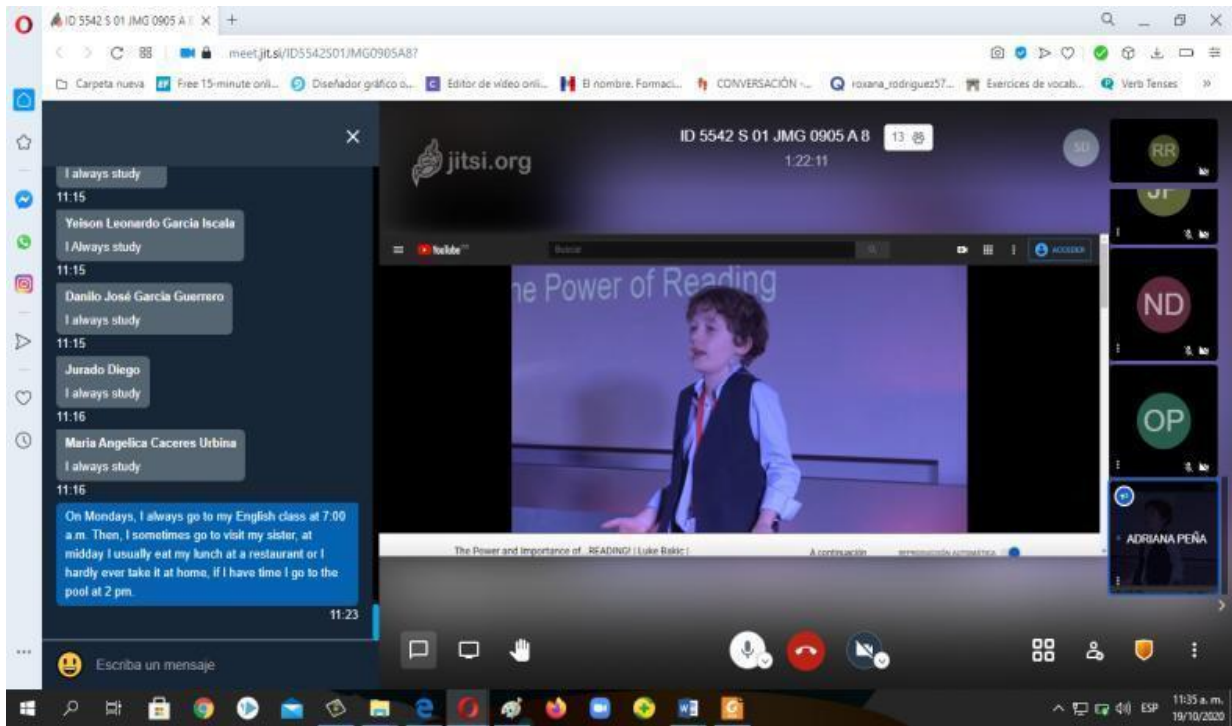 ID 5542 S 01 JMG 0905 A
meet.jit.si/ID5542S01JMG0905A8?
Carpeta nueva
Free 15-minute onli...
Diseñador gráfico o...
Editor de video onli...
El nombre. Formaci...
CONVERSACIÓN -...
roxana_rodriguez57...
Exercices de vocab...
Verb Tenses
I always study
11:15
Yeison Leonardo Garcia Iscala
I Always study
11:15
Danilo José Garcia Guerrero
I always study
11:15
Jurado Diego
I always study
11:16
Maria Angelica Caceres Urbina
I always study
11:16
On Mondays, I always go to my English class at 7:00
a.m. Then, I sometimes go to visit my sister, at
midday I usually eat my lunch at a restaurant or I
hardly ever take it at home, if I have time I go to the
pool at 2 pm.
11:23
Escriba un mensaje
jitsi.org
ID 5542 S 01 JMG 0905 A 8
13
1:22:11
SD
YouTube
Buscar
ACCEDER
he Power of Reading
The Power and Importance of...READING! | Luke Bakic |
A continuación
REPRODUCCIÓN AUTOMÁTICA
RR
JP
ND
OP
ADRIANA PEÑA
ESP
11:35 a. m.
19/10/2020